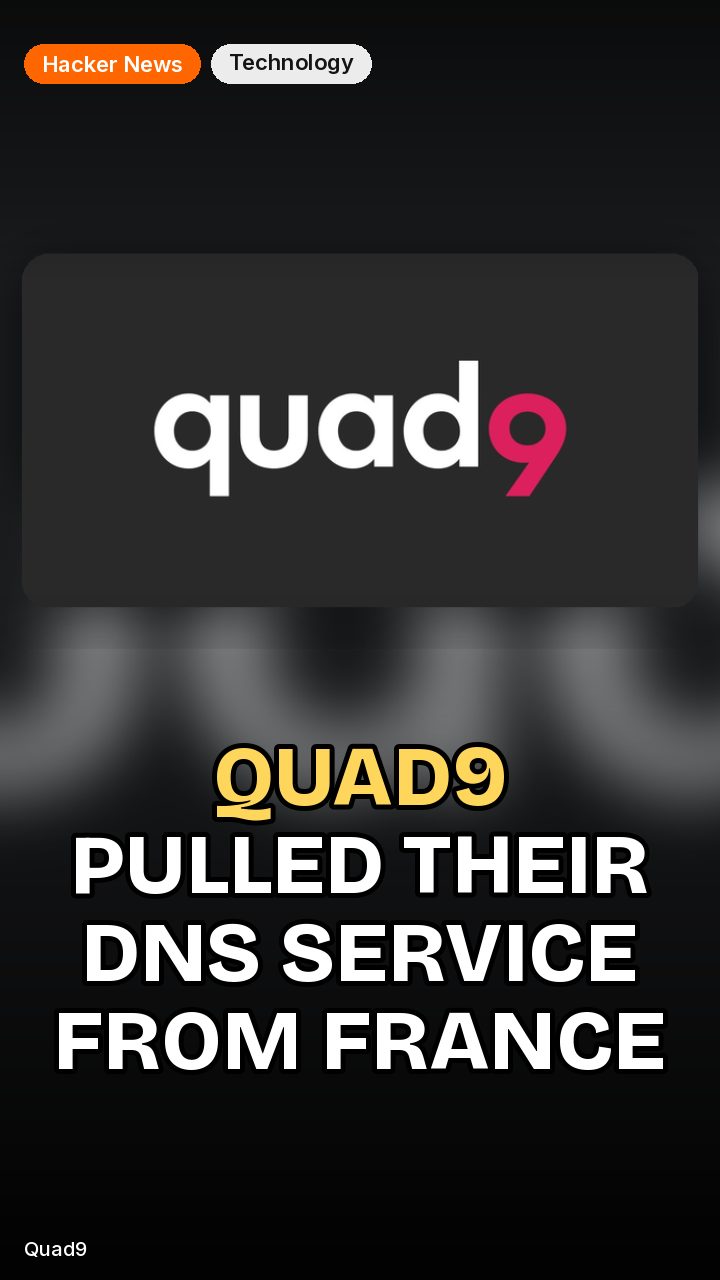 Hacker News
Technology
quad9
QUAD9
PULLED THEIR
DNS SERVICE
FROM FRANCE
Quad9